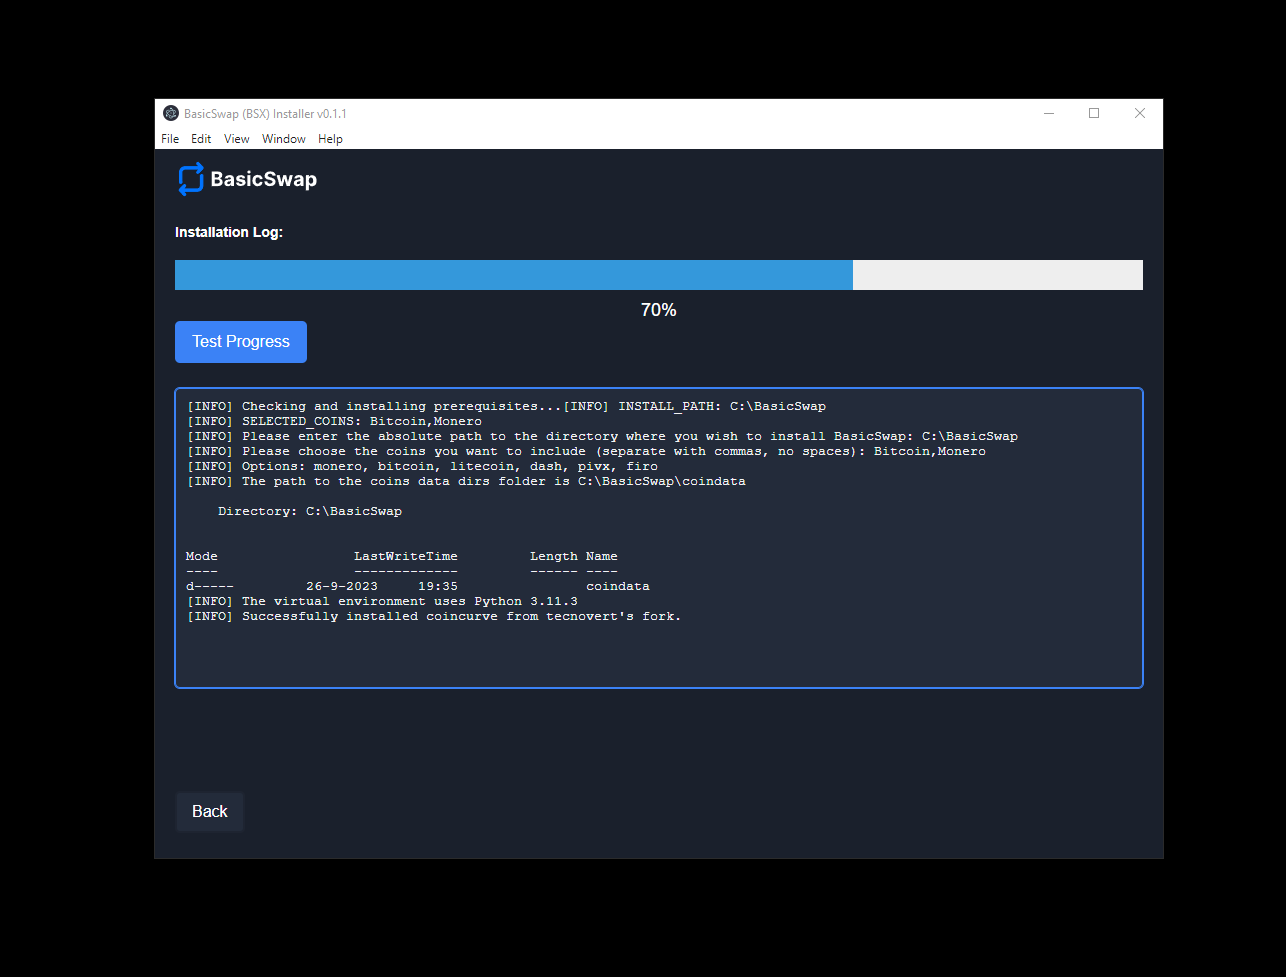 BasicSwap (BSX) Installer v0.1.1
File Edit View Window Help
BasicSwap
Installation Log:
70%
Test Progress
[INFO] Checking and installing prerequisites...[INFO] INSTALL_PATH: C:\BasicSwap
[INFO] SELECTED_COINS: Bitcoin,Monero
[INFO] Please enter the absolute path to the directory where you wish to install BasicSwap: C:\BasicSwap
[INFO] Please choose the coins you want to include (separate with commas, no spaces): Bitcoin,Monero
[INFO] Options: monero, bitcoin, litecoin, dash, pivx, firo
[INFO] The path to the coins data dirs folder is C:\BasicSwap\coindata
Directory: C:\BasicSwap
Mode LastWriteTime Length Name
---- ------------- ------ ----
d----- 26-9-2023 19:35 coindata
[INFO] The virtual environment uses Python 3.11.3
[INFO] Successfully installed coincurve from tecnovert's fork.
Back